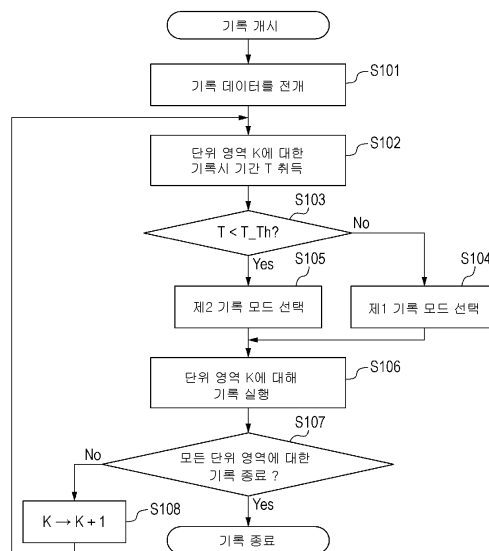 기록 개시
기록 데이터를 전개
S101
단위 영역 K에 대한
기록시 기간 T 취득
S102
T < T_Th?
S103
No
Yes
S105
S104
제2 기록 모드 선택
제1 기록 모드 선택
단위 영역 K에 대해
기록 실행
S106
S107
No
모든 단위 영역에 대한
기록 종료 ?
Yes
K → K + 1
S108
기록 종료